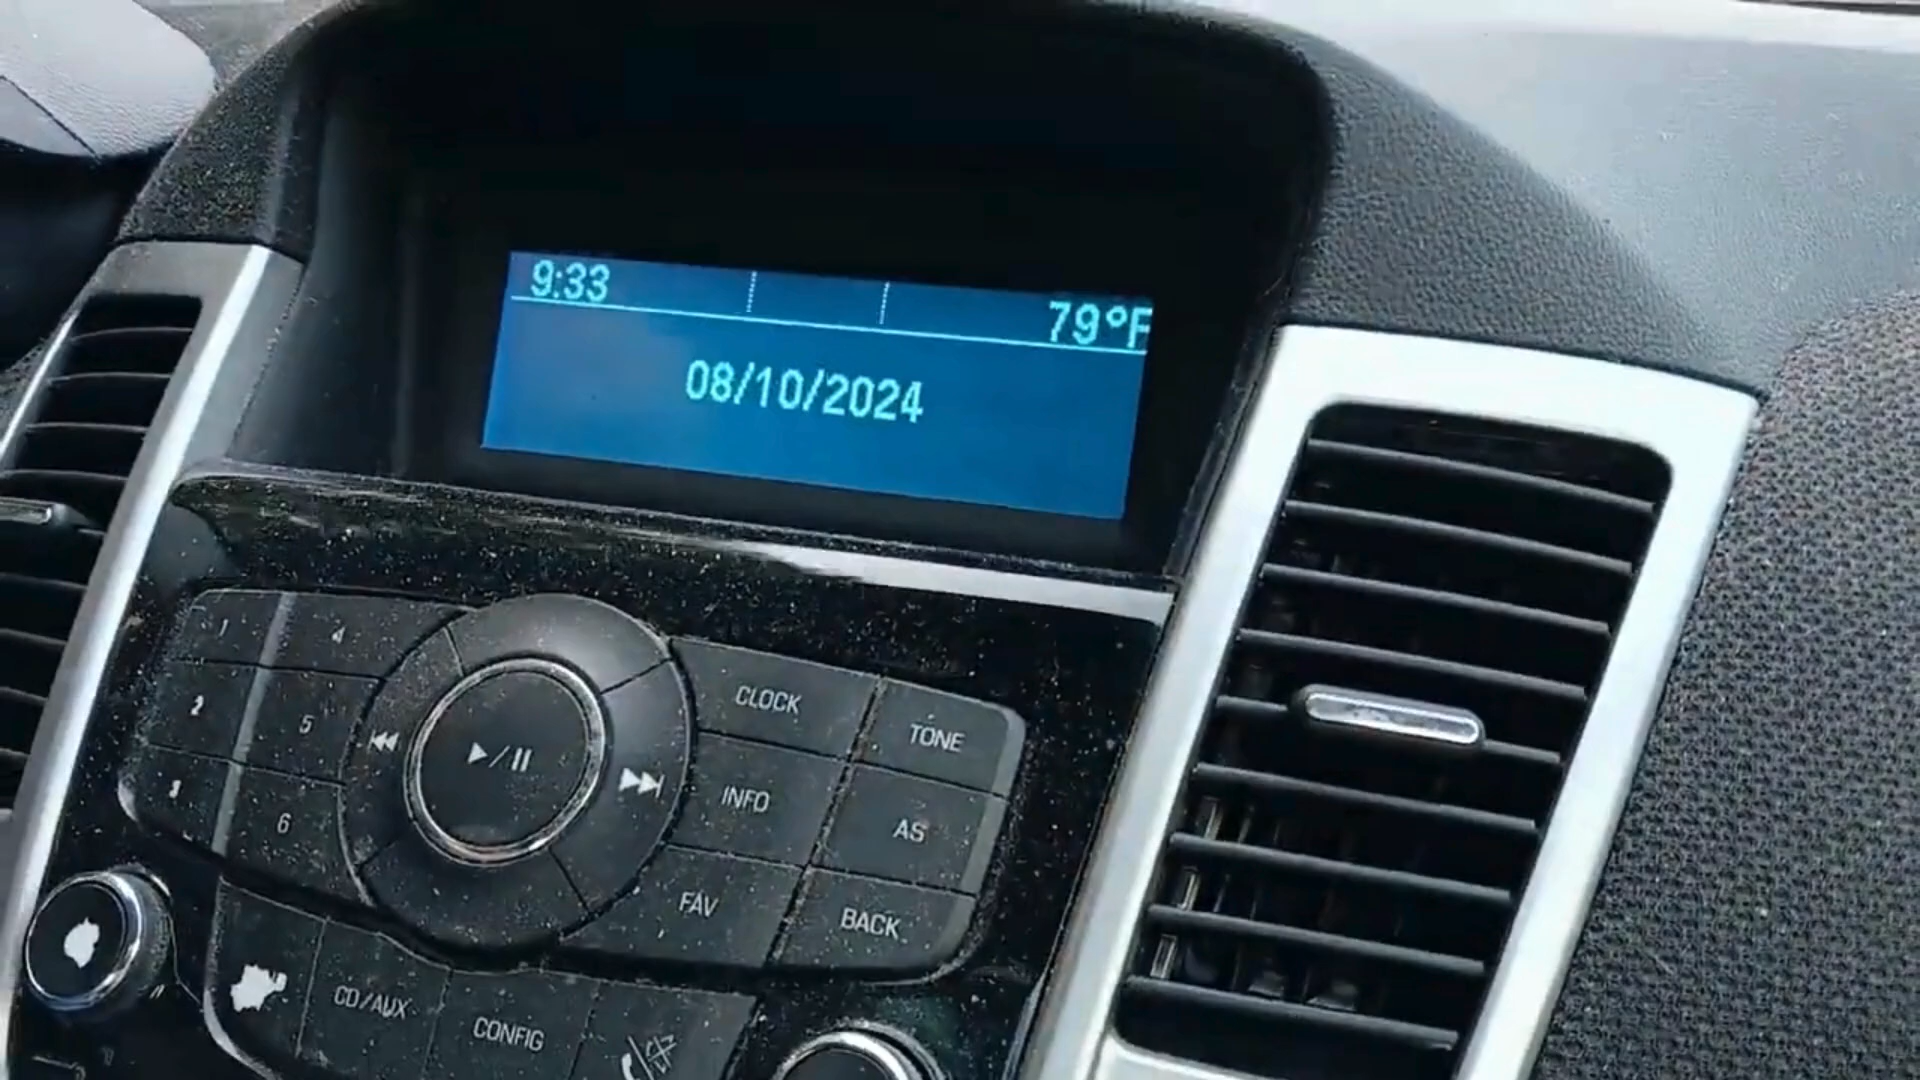 9:33
79°F
08/10/2024
1
4
2
5
3
6
CLOCK
TONE
INFO
AS
FAV
BACK
CD/AUX
CONFIG